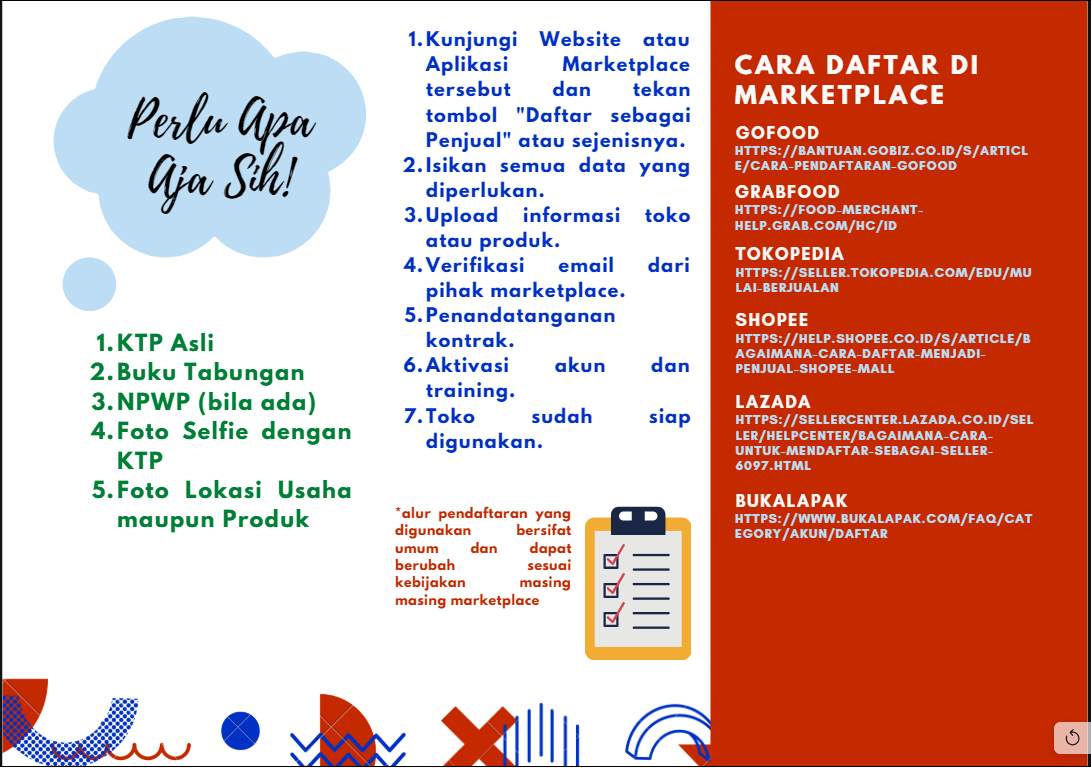 Perlu Apa
Aja Sih!
1. KTP Asli
2. Buku Tabungan
3. NPWP (bila ada)
4. Foto Selfie dengan
KTP
5. Foto Lokasi Usaha
maupun Produk
1. Kunjungi Website atau
Aplikasi Marketplace
tersebut dan tekan
tombol "Daftar sebagai
Penjual" atau sejenisnya.
2. Isikan semua data yang
diperlukan.
3. Upload informasi toko
atau produk.
4. Verifikasi email dari
pihak marketplace.
5. Penandatanganan
kontrak.
6. Aktivasi akun dan
training.
7. Toko sudah siap
digunakan.
*alur pendaftaran yang
digunakan bersifat
umum dan dapat
berubah sesuai
kebijakan masing
masing marketplace
CARA DAFTAR DI
MARKETPLACE
GOFOOD
HTTPS://BANTUAN.GOBIZ.CO.ID/S/ARTICL
E/CARA-PENDAFTARAN-GOFOOD
GRABFOOD
HTTPS://FOOD-MERCHANT-
HELP.GRAB.COM/HC/ID
TOKOPEDIA
HTTPS://SELLER.TOKOPEDIA.COM/EDU/MU
LAI-BERJUALAN
SHOPEE
HTTPS://HELP.SHOPEE.CO.ID/S/ARTICLE/B
AGAIMANA-CARA-DAFTAR-MENJADI-
PENJUAL-SHOPEE-MALL
LAZADA
HTTPS://SELLERCENTER.LAZADA.CO.ID/SEL
LER/HELPCENTER/BAGAIMANA-CARA-
UNTUK-MENDAFTAR-SEBAGAI-SELLER-
6097.HTML
BUKALAPAK
HTTPS://WWW.BUKALAPAK.COM/FAQ/CAT
EGORY/AKUN/DAFTAR